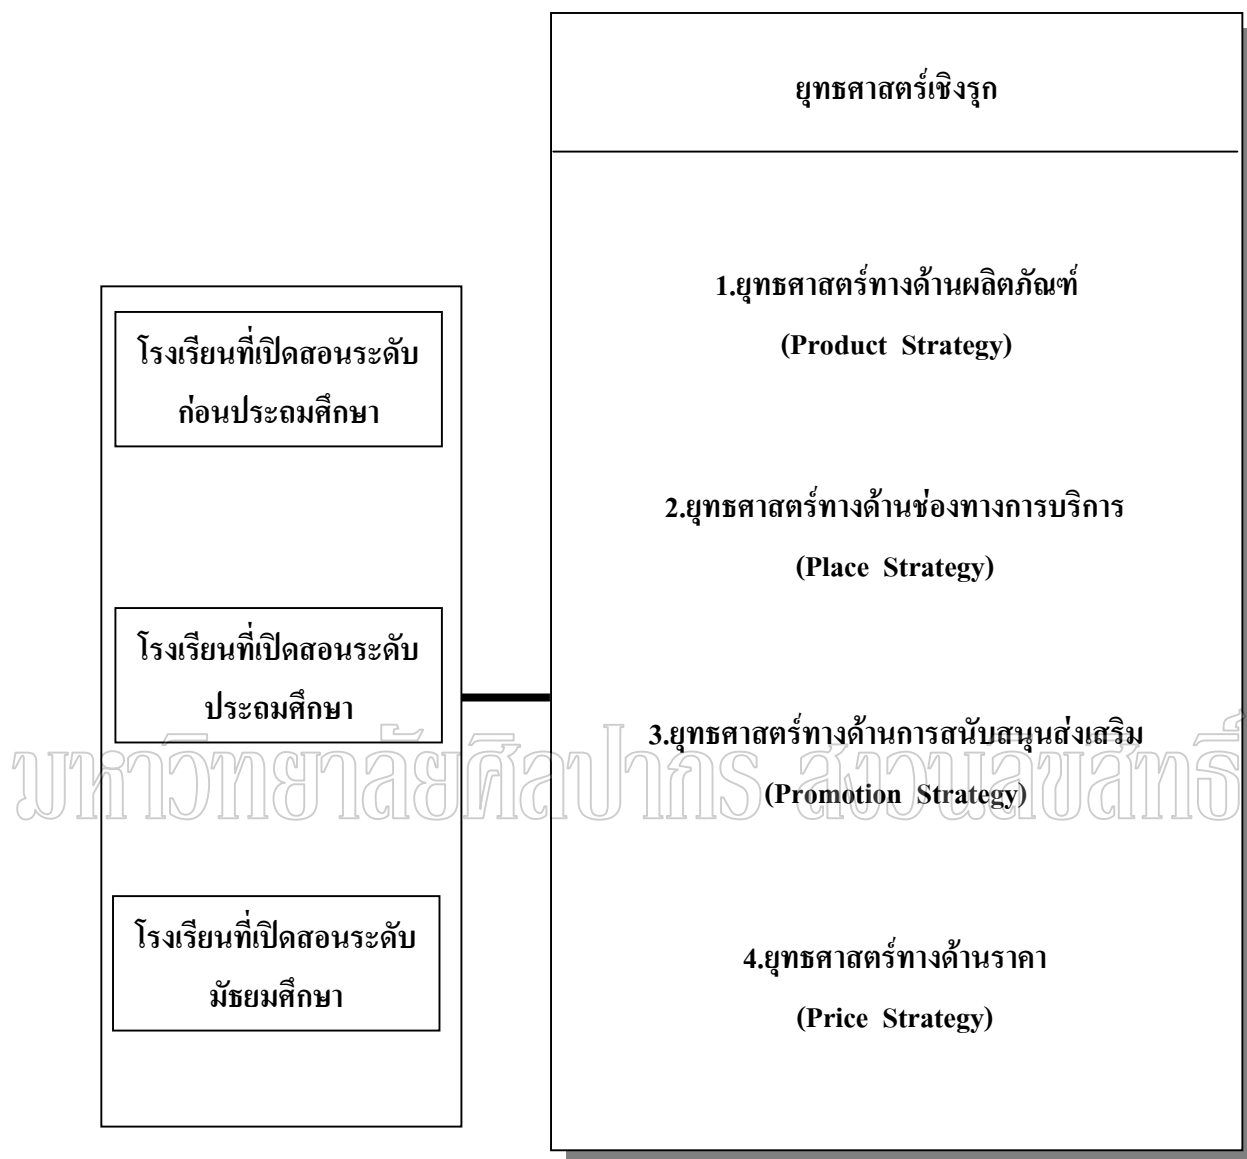 ยุทธศาสตร์เชิงรุก
โรงเรียนที่เปิดสอนระดับ
ก่อนประถมศึกษา
โรงเรียนที่เปิดสอนระดับ
ประถมศึกษา
โรงเรียนที่เปิดสอนระดับ
มัธยมศึกษา
1.ยุทธศาสตร์ทางด้านผลิตภัณฑ์
(Product Strategy)
2.ยุทธศาสตร์ทางด้านช่องทางการบริการ
(Place Strategy)
3.ยุทธศาสตร์ทางด้านการสนับสนุนส่งเสริม
(Promotion Strategy)
4.ยุทธศาสตร์ทางด้านราคา
(Price Strategy)
มหาวิทยาลัยศิลปากร สงวนลิขสิทธิ์